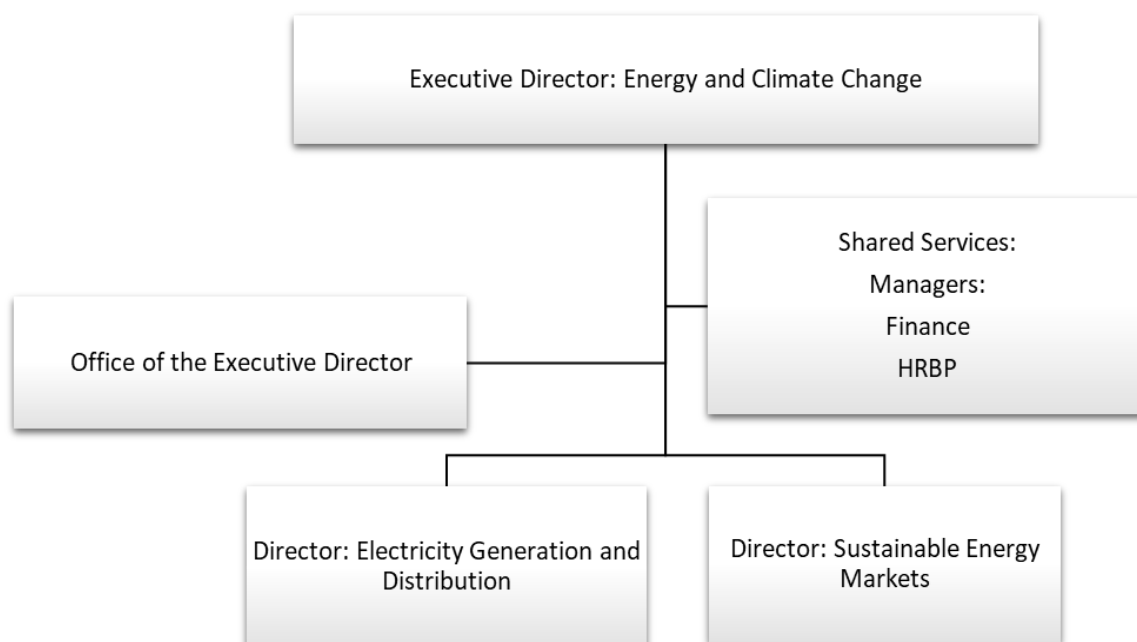 Executive Director: Energy and Climate Change
Shared Services:
Managers:
Finance
HRBP
Office of the Executive Director
Director: Electricity Generation and
Distribution
Director: Sustainable Energy
Markets